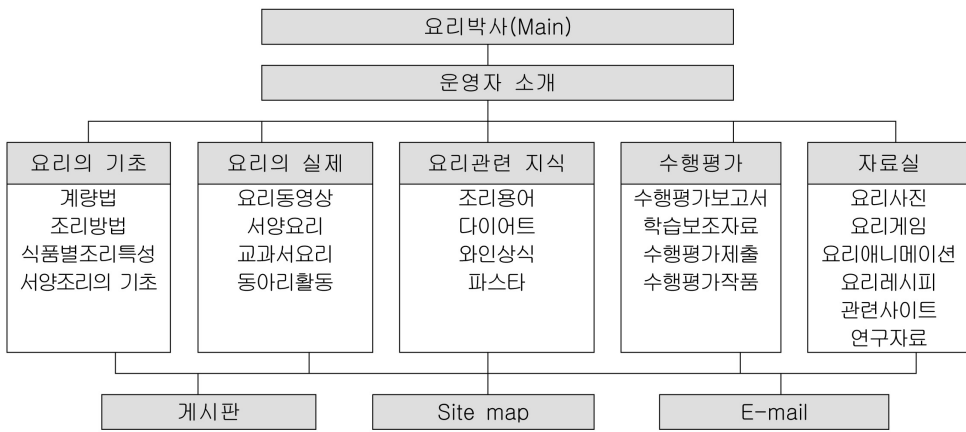 요리박사(Main)
운영자 소개
요리의 기초
계량법
조리방법
식품별조리특성
서양조리의 기초
요리의 실제
요리동영상
서양요리
교과서요리
동아리활동
요리관련 지식
조리용어
다이어트
와인상식
파스타
수행평가
수행평가보고서
학습보조자료
수행평가제출
수행평가작품
자료실
요리사진
요리게임
요리애니메이션
요리레시피
관련사이트
연구자료
게시판
Site map
E-mail